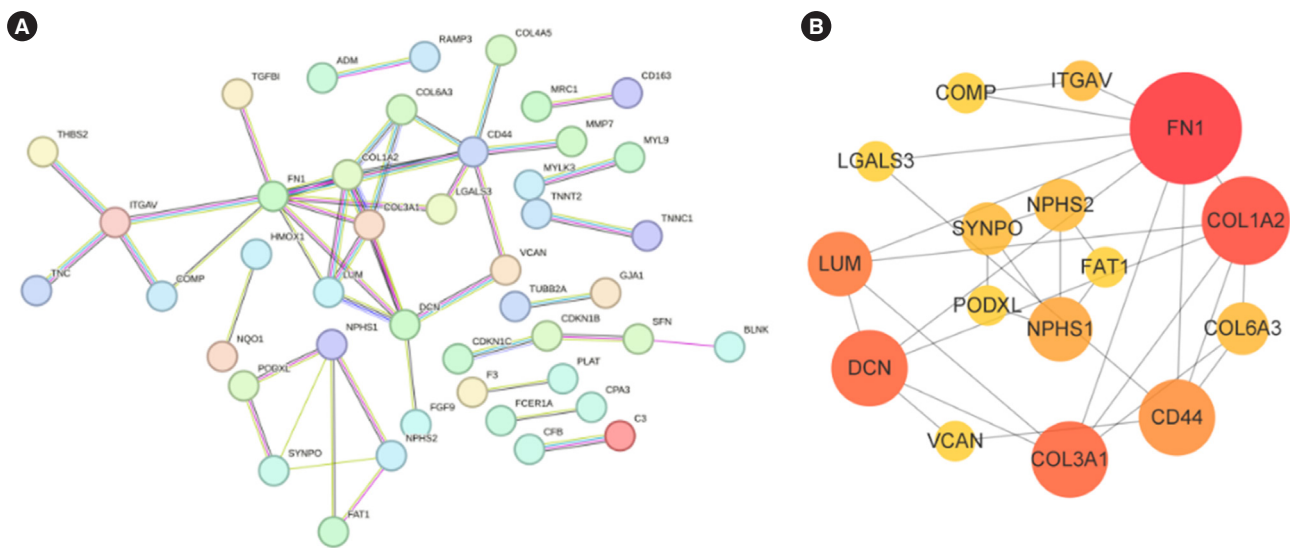 A
B
RAMP3
COL4A5
ADM
TGFBI
CD163
MRC1
COL6A3
THBS2
CD44
MMP7
MYL9
COL1A2
MYLK3
FN1
LGALS3
TNNT2
ITGAV
COL3A1
TNNC1
HMOX1
VCAN
TNC
COMP
LUM
GJA1
TUBB2A
DCN
NPHS1
CDKN1B
SFN
BLNK
NQO1
CDKN1C
PODXL
PLAT
F3
CPA3
FCER1A
FGF9
C3
NPHS2
CFB
SYNPO
FAT1
ITGAV
COMP
FN1
LGALS3
NPHS2
COL1A2
SYNPO
LUM
FAT1
PODXL
NPHS1
COL6A3
DCN
CD44
VCAN
COL3A1